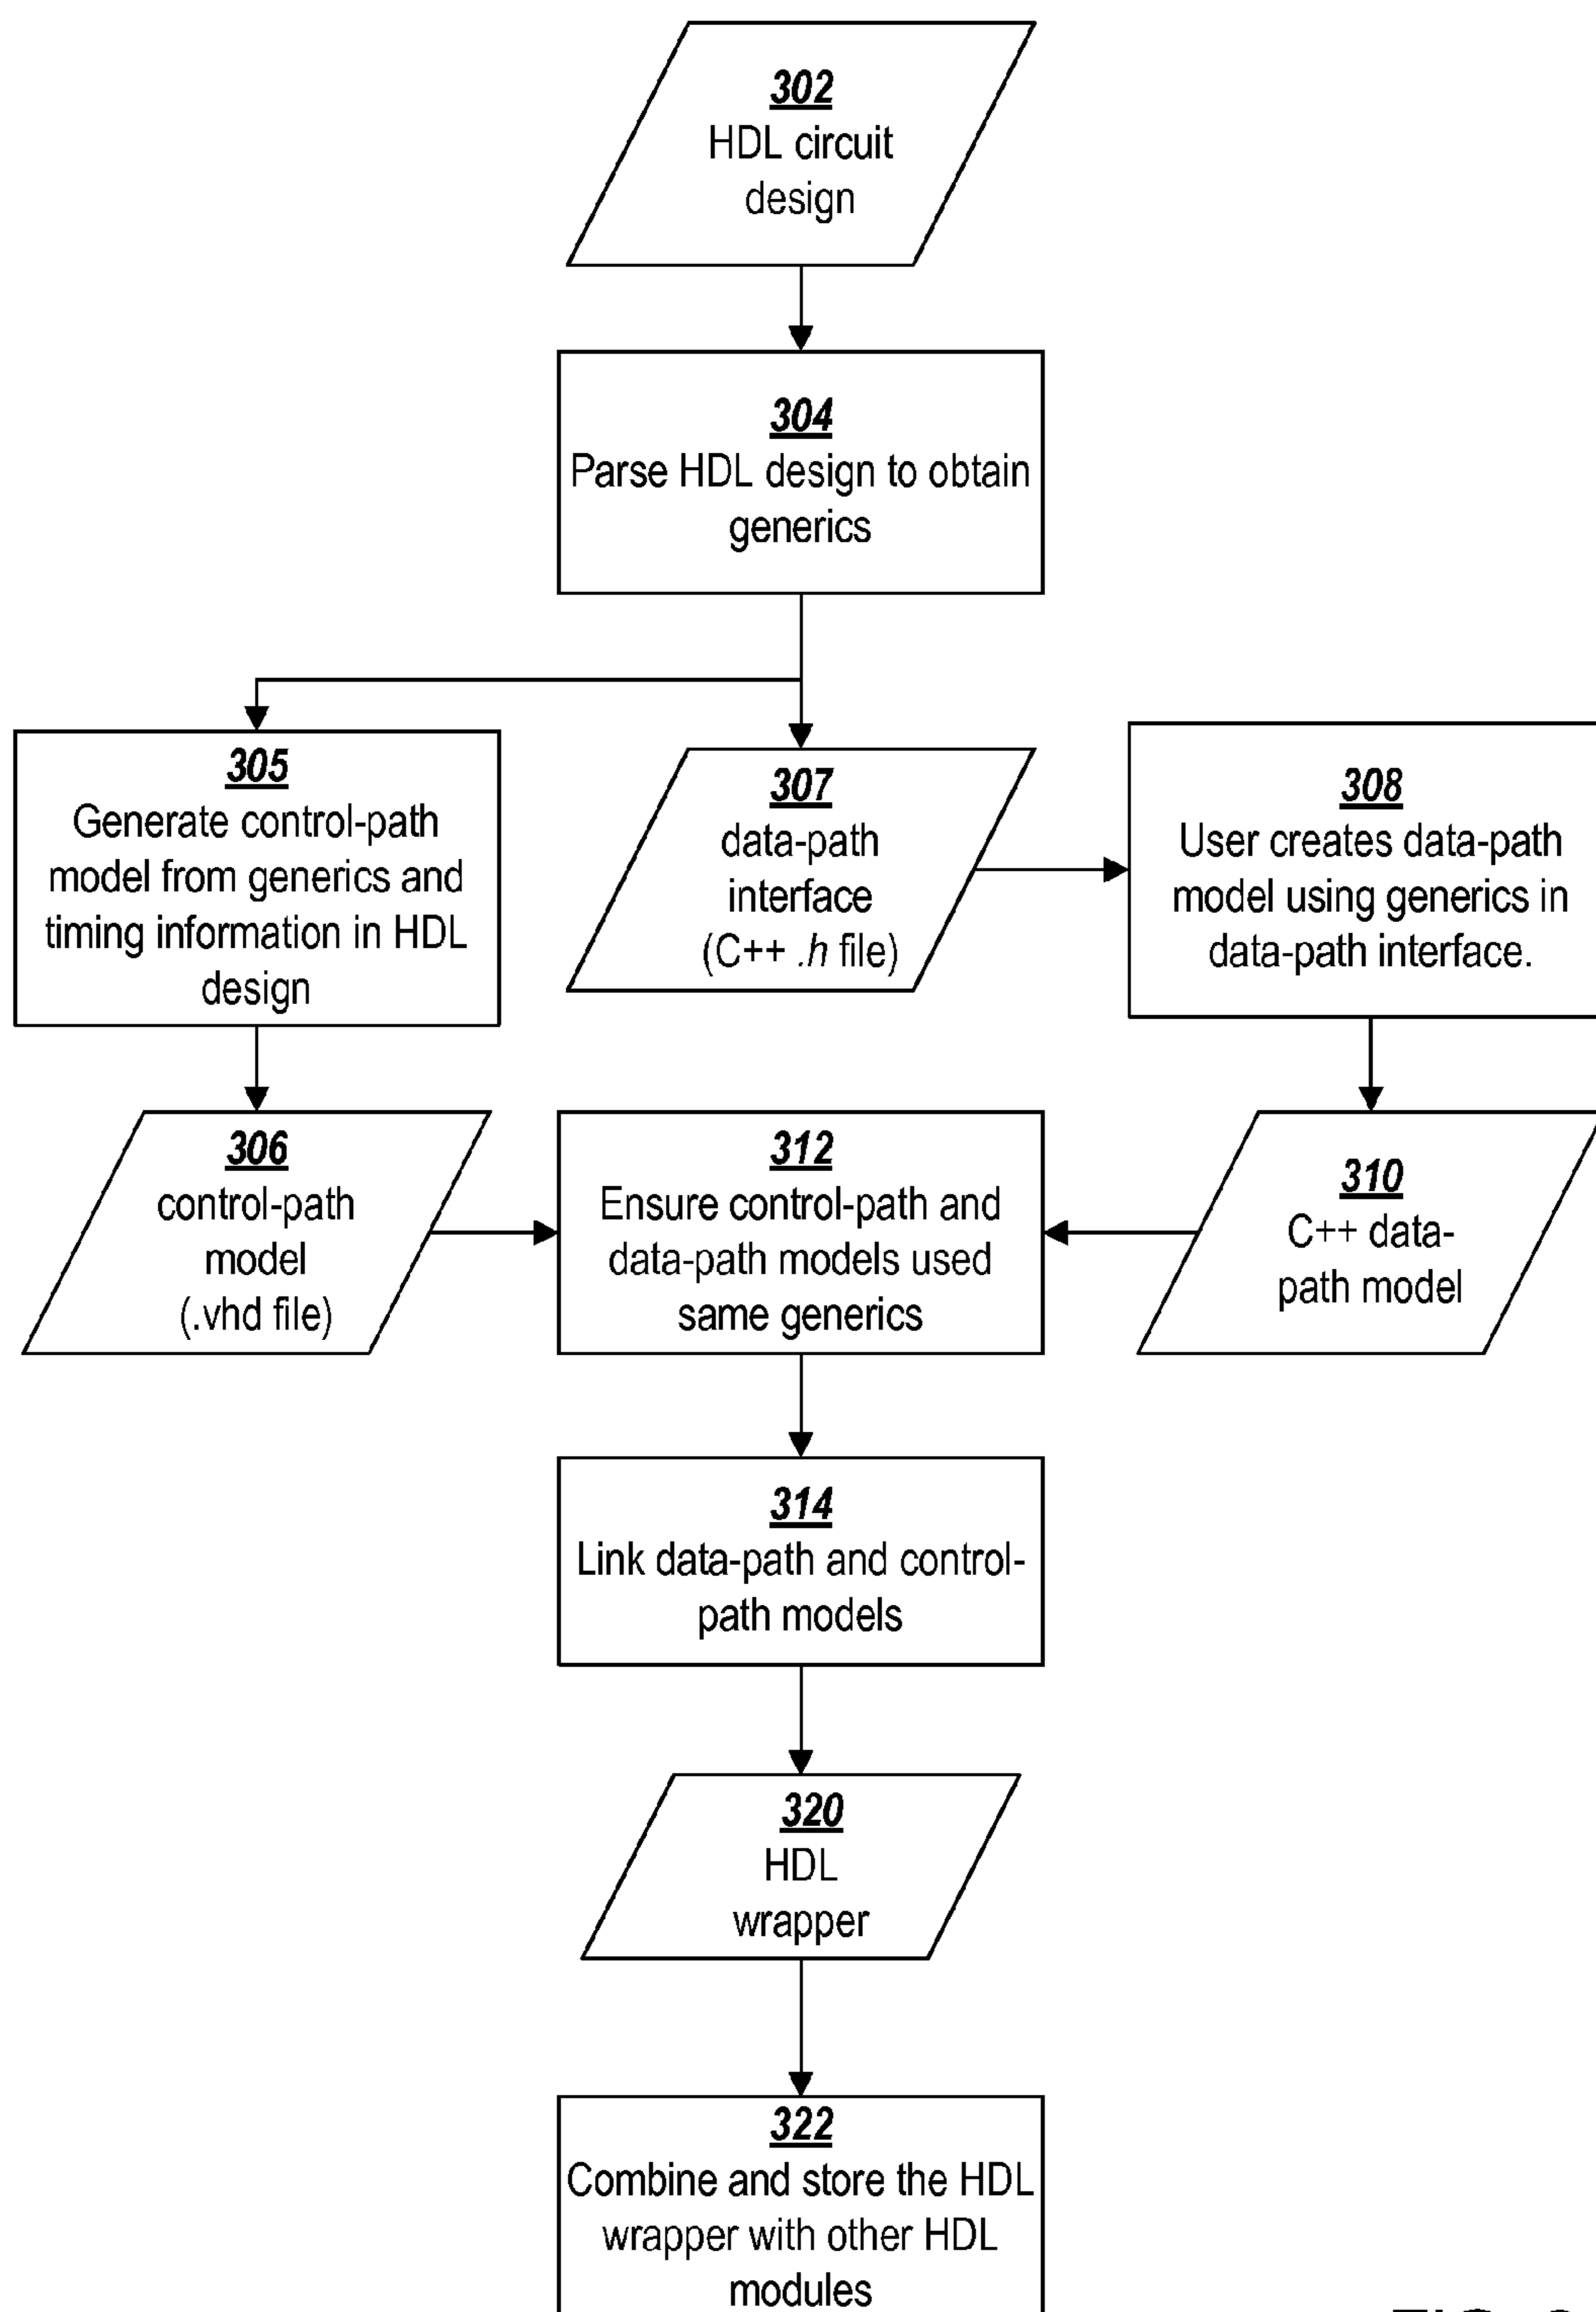 302
HDL circuit
design
304
Parse HDL design to obtain
generics
305
Generate control-path
model from generics and
timing information in HDL
design
307
data-path
interface
(C++ .h file)
308
User creates data-path
model using generics in
data-path interface.
306
control-path
model
(.vhd file)
312
Ensure control-path and
data-path models used
same generics
310
C++ data-
path model
314
Link data-path and control-
path models
320
HDL
wrapper
322
Combine and store the HDL
wrapper with other HDL
modules